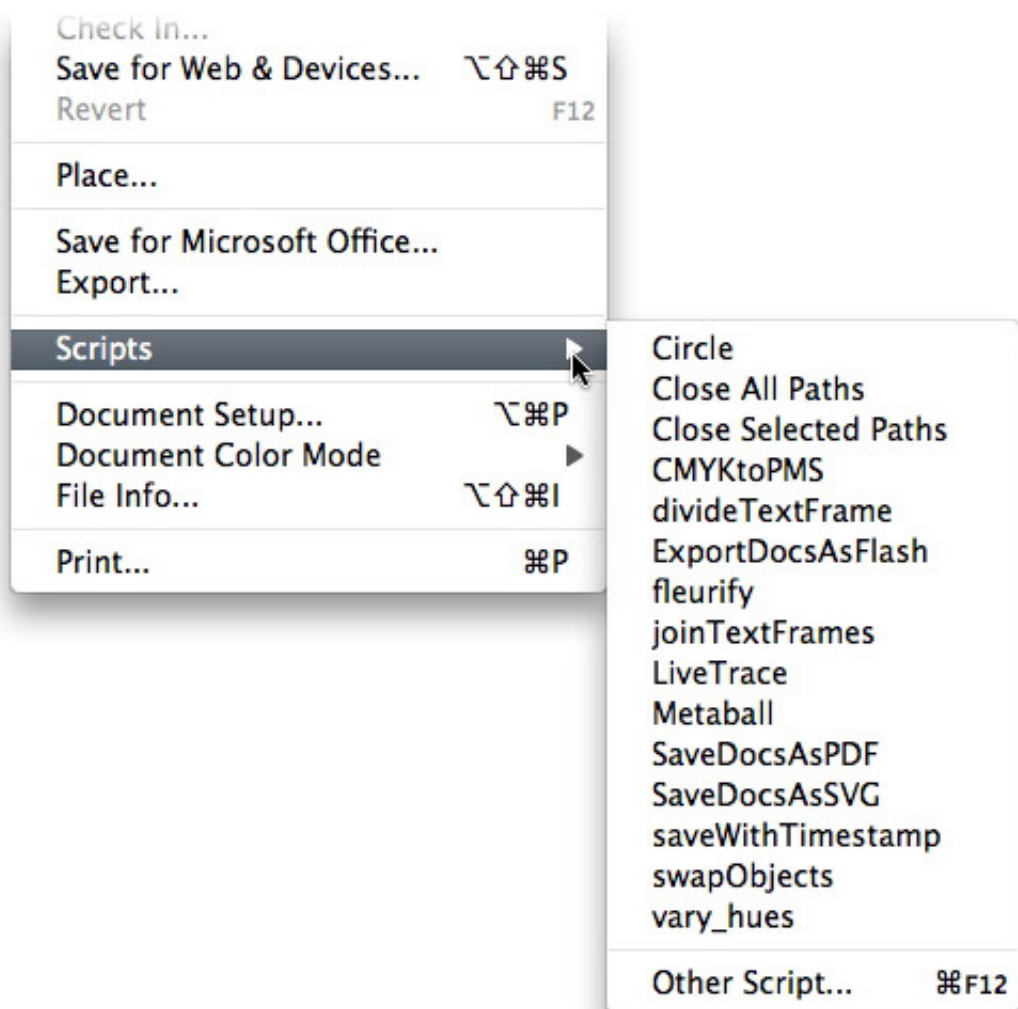 Check In...
Save for Web & Devices... ⌥⇧⌘S
Revert F12
Place...
Save for Microsoft Office...
Export...
Scripts
Document Setup... ⌥⌘P
Document Color Mode
File Info... ⌥⇧⌘I
Print... ⌘P
Circle
Close All Paths
Close Selected Paths
CMYKtoPMS
divideTextFrame
ExportDocsAsFlash
fleurify
joinTextFrames
LiveTrace
Metaball
SaveDocsAsPDF
SaveDocsAsSVG
saveWithTimestamp
swapObjects
vary_hues
Other Script... ⌘F12